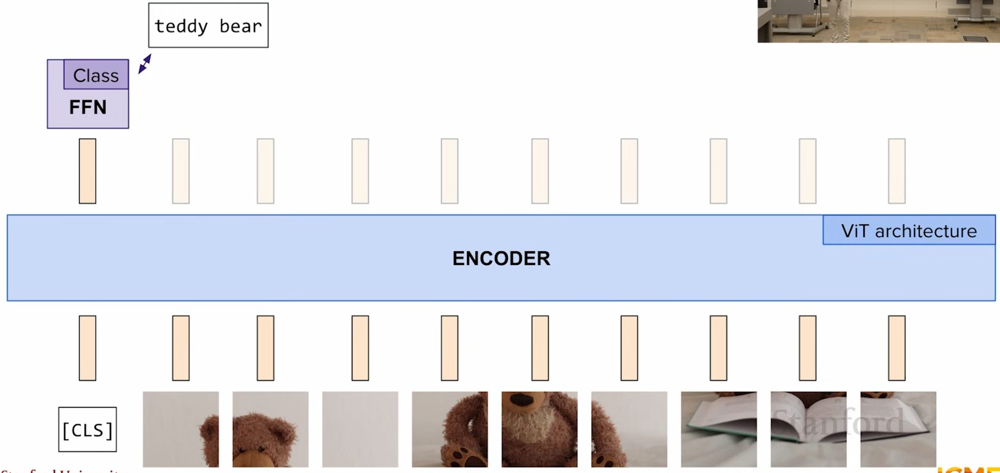 teddy bear
Class
FFN
ViT architecture
ENCODER
[CLS]
Stanford